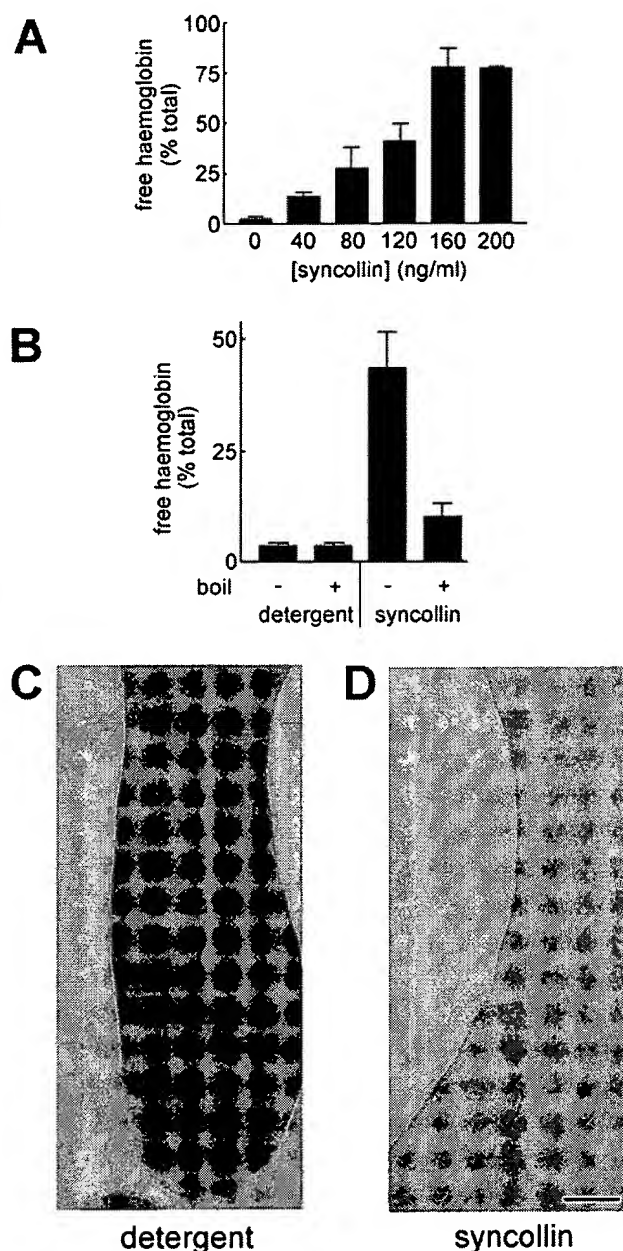 A
free haemoglobin
(% total)
100
75
50
25
0
0 40 80 120 160 200
[syncollin] (ng/ml)
B
free haemoglobin
(% total)
50
25
0
boil - + - +
detergent syncollin
C
D
detergent
syncollin